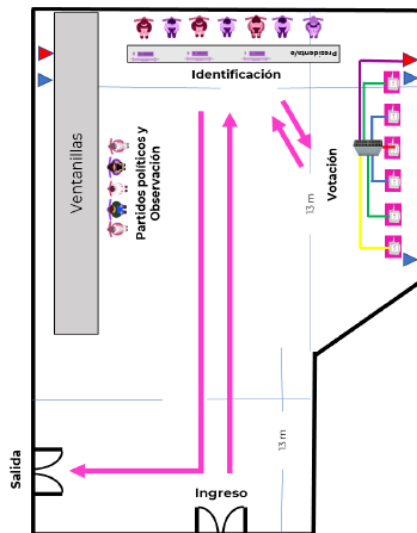 Presidente/a
Identificación
Ventanillas
Partidos políticos y
Observación
Votación
13 m
13 m
Salida
Ingreso